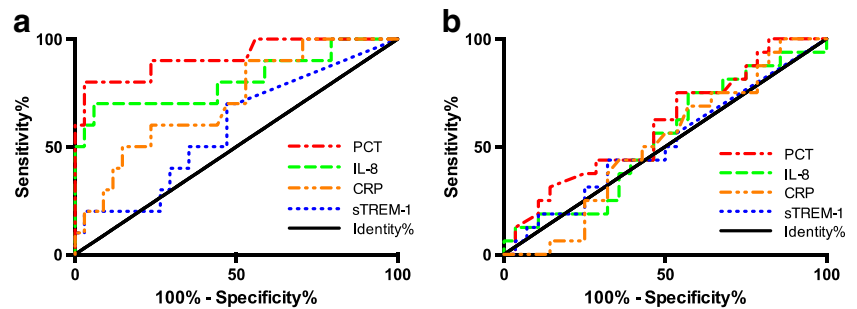 a
100
50
0
Sensitivity%
0
50
100
100% - Specificity%
PCT
IL-8
CRP
sTREM-1
Identity%
b
100
50
0
Sensitivity%
0
50
100
100% - Specificity%
PCT
IL-8
CRP
sTREM-1
Identity%